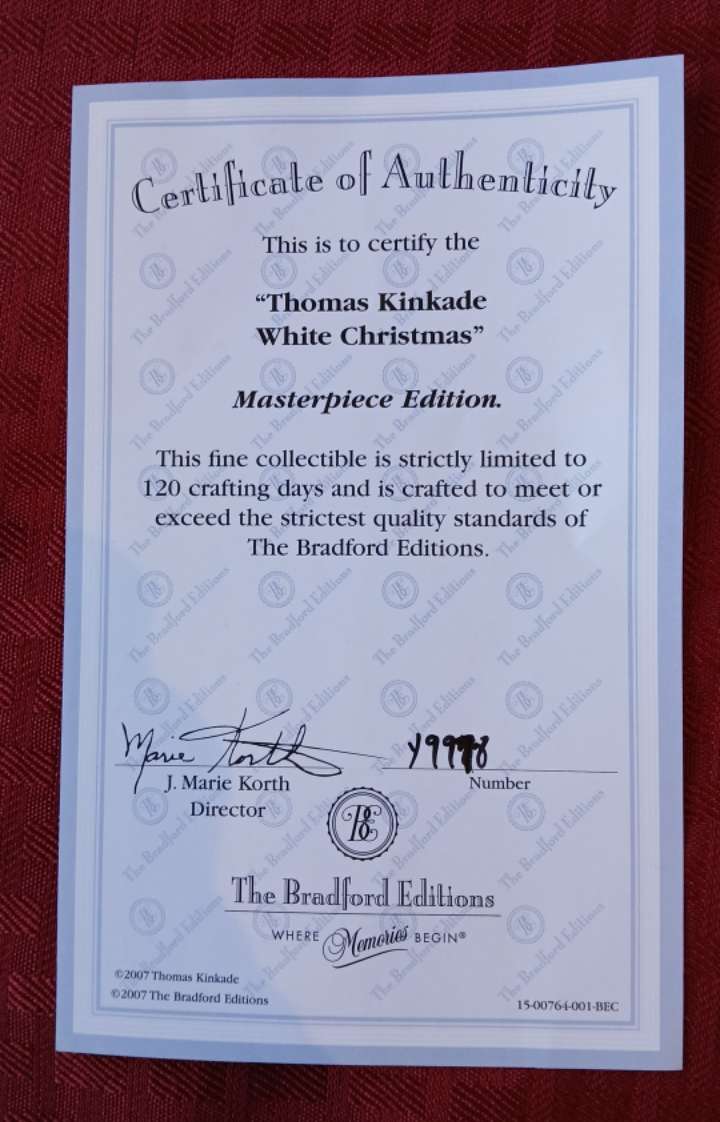 Certificate of Authenticity
This is to certify the
“Thomas Kinkade
White Christmas”
Masterpiece Edition.
This fine collectible is strictly limited to
120 crafting days and is crafted to meet or
exceed the strictest quality standards of
The Bradford Editions.
Marie Korth
J. Marie Korth
Director
Number
BE
The Bradford Editions
WHERE Memories BEGIN®
©2007 Thomas Kinkade
©2007 The Bradford Editions
15-00764-001-BEC